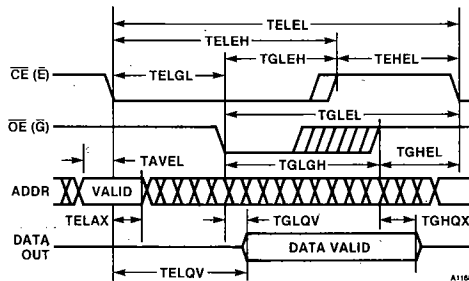 TELEL
TELEH
TGLEH TEHEL
CE (E) TELGL
TGLEL
OE (G)
TAVEL TGLGH TGHEL
ADDR VALID
TELAX TGLQV TGHQX
DATA OUT DATA VALID
TELQV